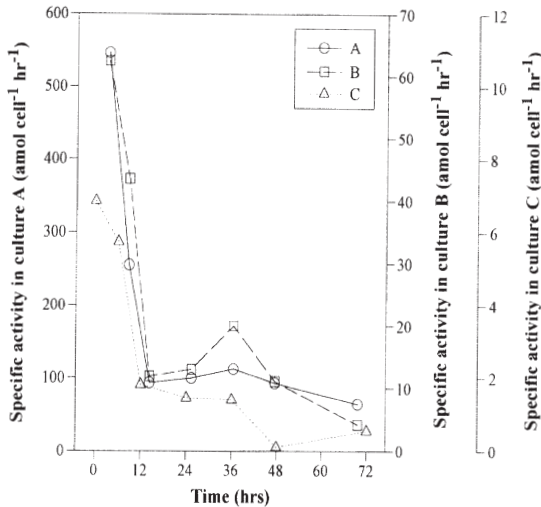 Specific activity in culture A (amol cell⁻¹ hr⁻¹)
600
500
400
300
200
100
0
0 12 24 36 48 60 72
Time (hrs)
A
B
C
70
60
50
40
30
20
10
0
Specific activity in culture B (amol cell⁻¹ hr⁻¹)
12
10
8
6
4
2
0
Specific activity in culture C (amol cell⁻¹ hr⁻¹)